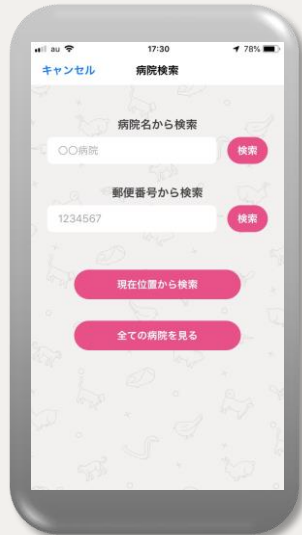 au 17:30 78%
キャンセル 病院検索
病院名から検索
〇〇病院 検索
郵便番号から検索
1234567 検索
現在位置から検索
全ての病院を見る